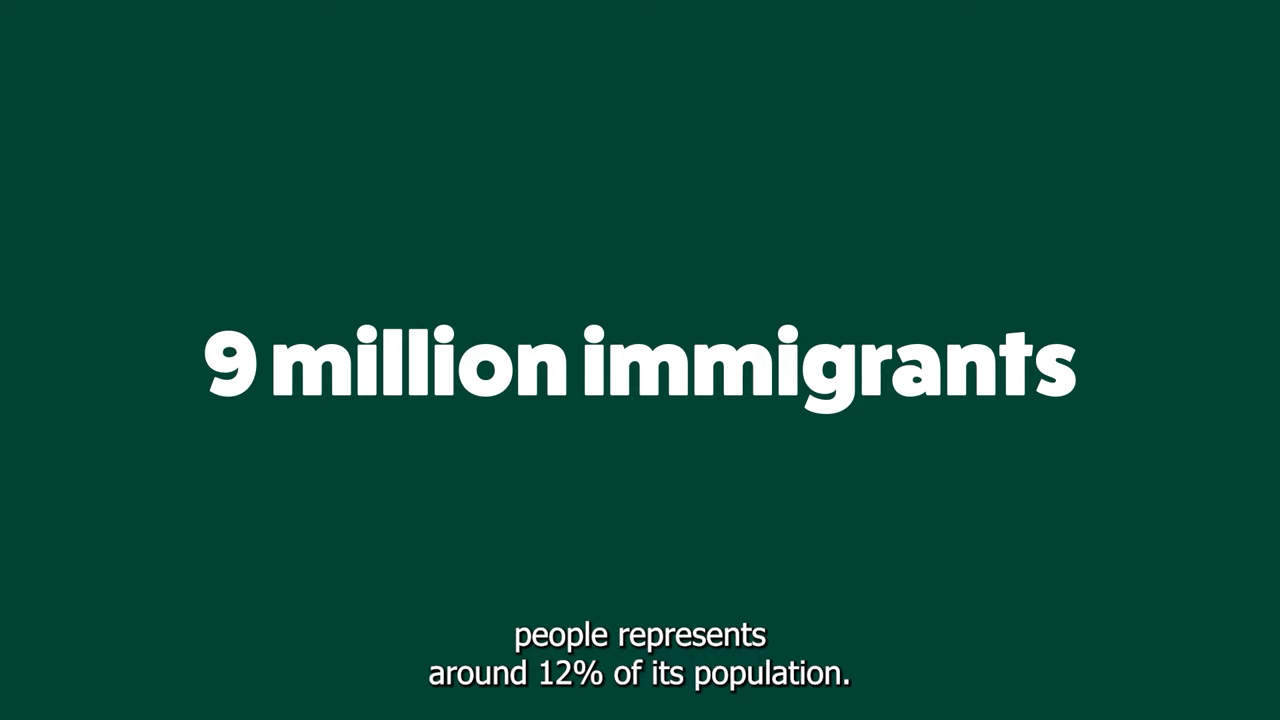 9 million immigrants
people represents
around 12% of its population.